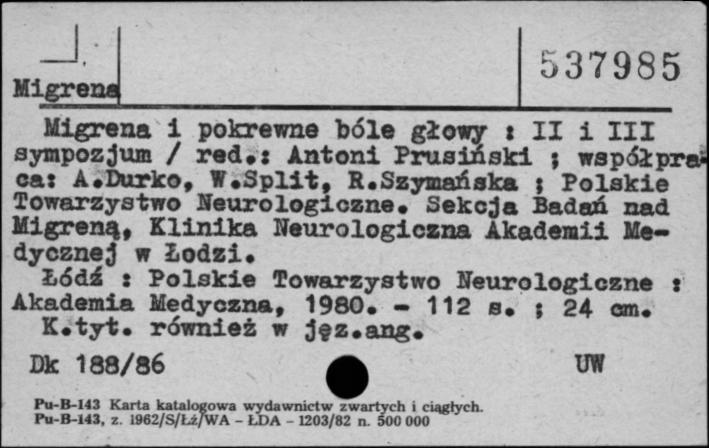 537985
Migrena
Migrena i pokrewne bóle głowy : II i III
sympozjum / red.: Antoni Prusiński ; współpra-
ca: A.Durko, W.Split, R.Szymańska ; Polskie
Towarzystwo Neurologiczne. Sekcja Badań nad
Migreną, Klinika Neurologiczna Akademii Me-
dycznej w Łodzi.
Łódź : Polskie Towarzystwo Neurologiczne :
Akademia Medyczna, 1980. - 112 s. ; 24 cm.
K.tyt. również w jęz.ang.
Dk 188/86 UW
Pu-B-143 Karta katalogowa wydawnictw zwartych i ciągłych.
Pu-B-143, z. 1962/S/Łź/WA - ŁDA - 1203/82 n. 500 000